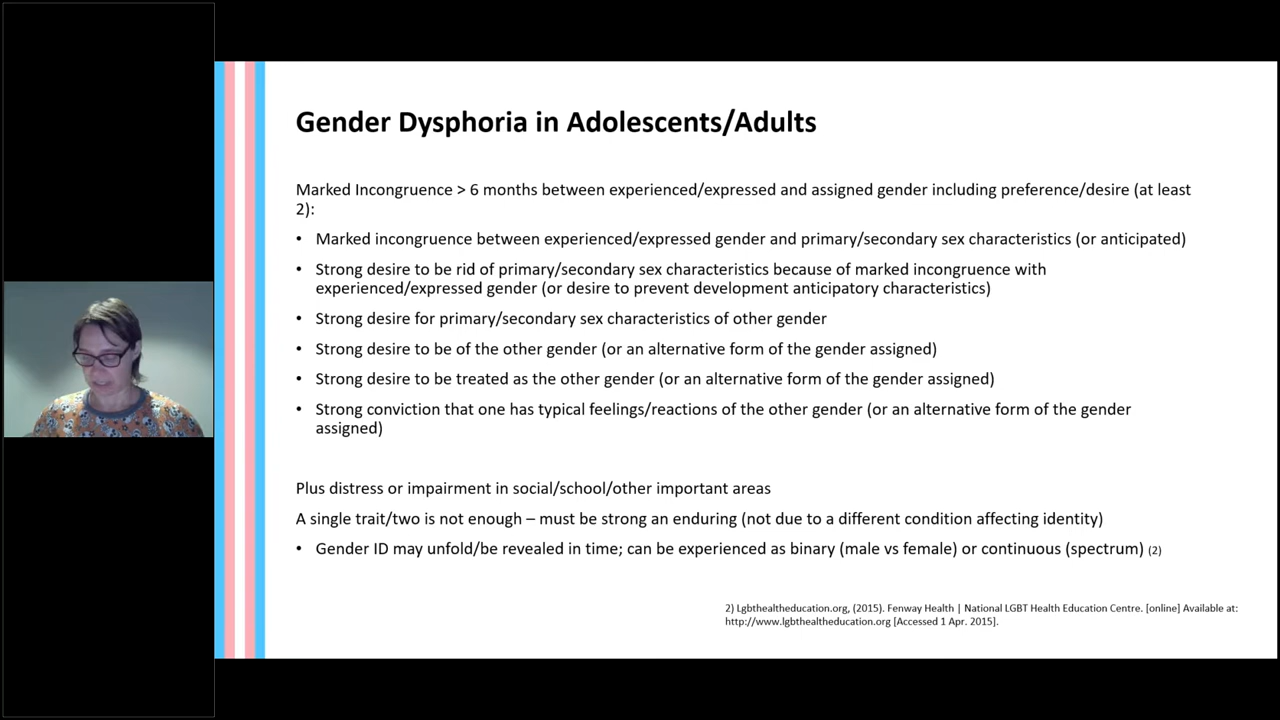 Gender Dysphoria in Adolescents/Adults
Marked Incongruence > 6 months between experienced/expressed and assigned gender including preference/desire (at least
2):
• Marked incongruence between experienced/expressed gender and primary/secondary sex characteristics (or anticipated)
• Strong desire to be rid of primary/secondary sex characteristics because of marked incongruence with
experienced/expressed gender (or desire to prevent development anticipatory characteristics)
• Strong desire for primary/secondary sex characteristics of other gender
• Strong desire to be of the other gender (or an alternative form of the gender assigned)
• Strong desire to be treated as the other gender (or an alternative form of the gender assigned)
• Strong conviction that one has typical feelings/reactions of the other gender (or an alternative form of the gender
assigned)
Plus distress or impairment in social/school/other important areas
A single trait/two is not enough – must be strong an enduring (not due to a different condition affecting identity)
• Gender ID may unfold/be revealed in time; can be experienced as binary (male vs female) or continuous (spectrum) (2)
2) Lgbthealtheducation.org, (2015). Fenway Health | National LGBT Health Education Centre. [online] Available at:
http://www.lgbthealtheducation.org [Accessed 1 Apr. 2015].